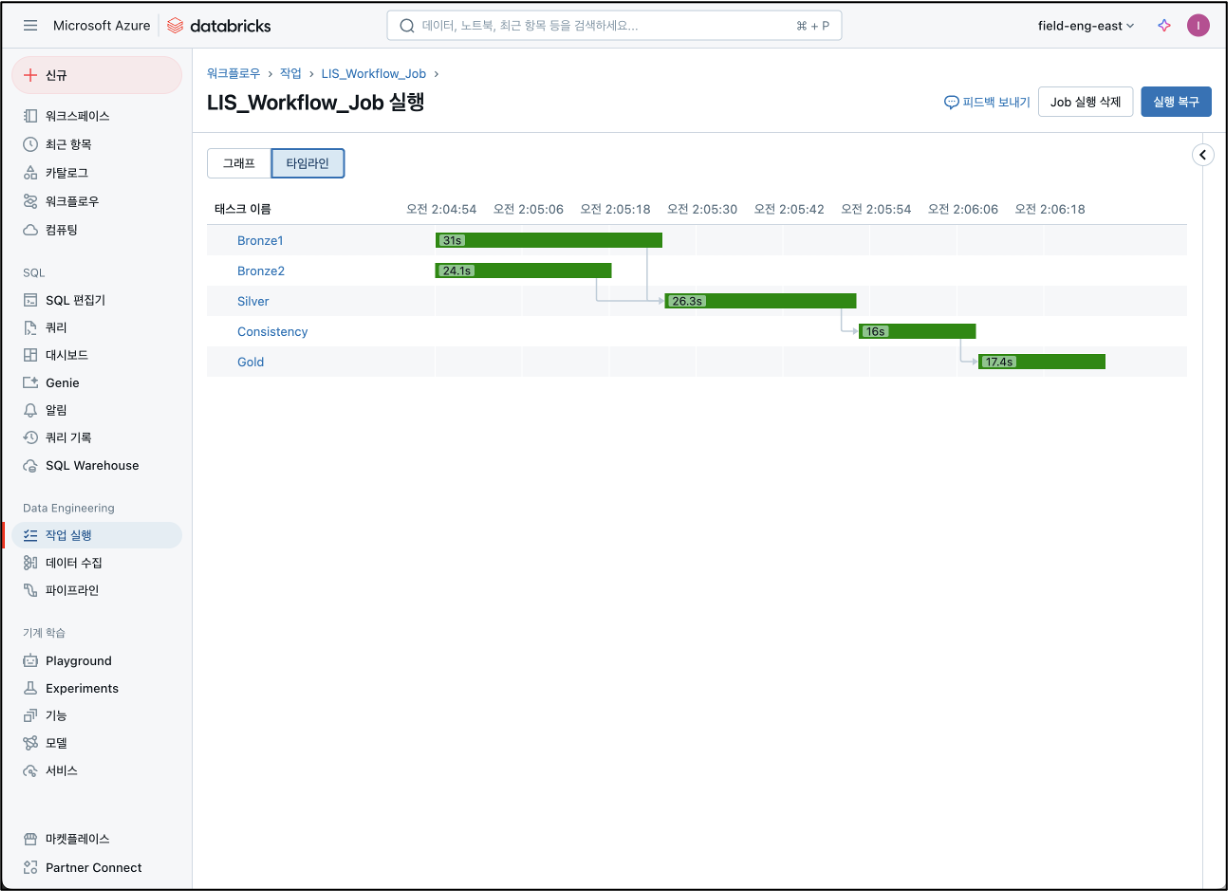 Microsoft Azure databricks 데이터, 노트북, 최근 항목 등을 검색하세요... ⌘ + P field-eng-east I
신규
워크스페이스
최근 항목
카탈로그
워크플로우
컴퓨팅
SQL
SQL 편집기
쿼리
대시보드
Genie
알림
쿼리 기록
SQL Warehouse
Data Engineering
작업 실행
데이터 수집
파이프라인
기계 학습
Playground
Experiments
기능
모델
서비스
마켓플레이스
Partner Connect
워크플로우 › 작업 › LIS_Workflow_Job ›
LIS_Workflow_Job 실행
피드백 보내기 Job 실행 삭제 실행 복구
그래프 타임라인
태스크 이름 오전 2:04:54 오전 2:05:06 오전 2:05:18 오전 2:05:30 오전 2:05:42 오전 2:05:54 오전 2:06:06 오전 2:06:18
Bronze1 31s
Bronze2 24.1s
Silver 26.3s
Consistency 16s
Gold 17.4s